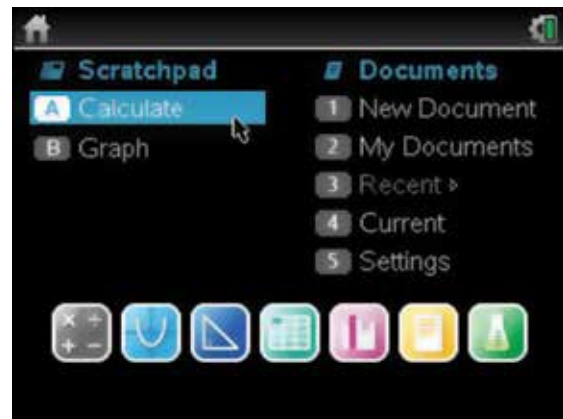 Scratchpad
A Calculate
B Graph
Documents
1 New Document
2 My Documents
3 Recent ▹
4 Current
5 Settings